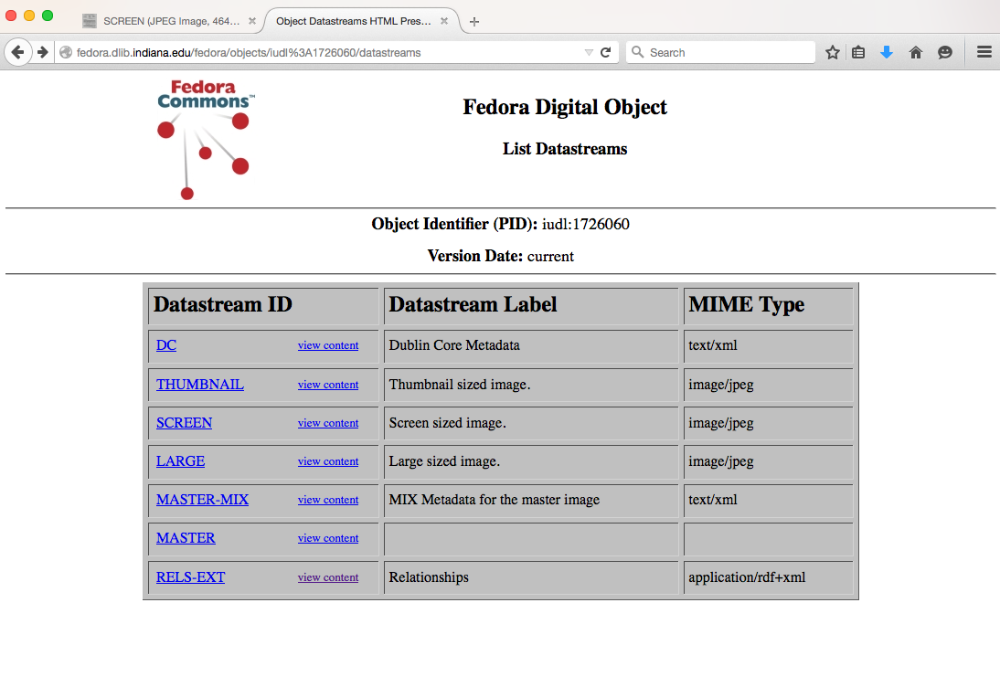 SCREEN (JPEG Image, 464...
Object Datastreams HTML Pres...
fedora.dlib.indiana.edu/fedora/objects/iudl%3A1726060/datastreams
Search
Fedora
Commons™
Fedora Digital Object
List Datastreams
Object Identifier (PID): iudl:1726060
Version Date: current
Datastream ID Datastream Label MIME Type
DC view content Dublin Core Metadata text/xml
THUMBNAIL view content Thumbnail sized image. image/jpeg
SCREEN view content Screen sized image. image/jpeg
LARGE view content Large sized image. image/jpeg
MASTER-MIX view content MIX Metadata for the master image text/xml
MASTER view content
RELS-EXT view content Relationships application/rdf+xml